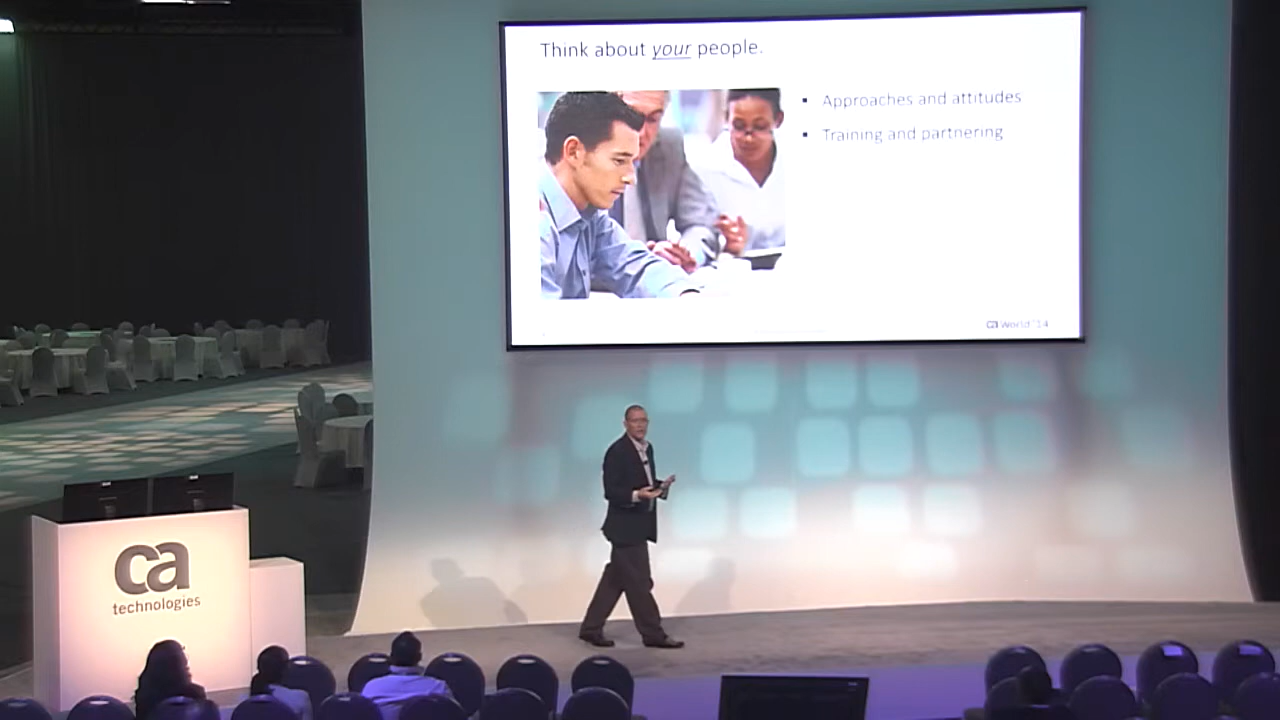 Think about your people.
▪ Approaches and attitudes
▪ Training and partnering
ca World '14
ca
technologies